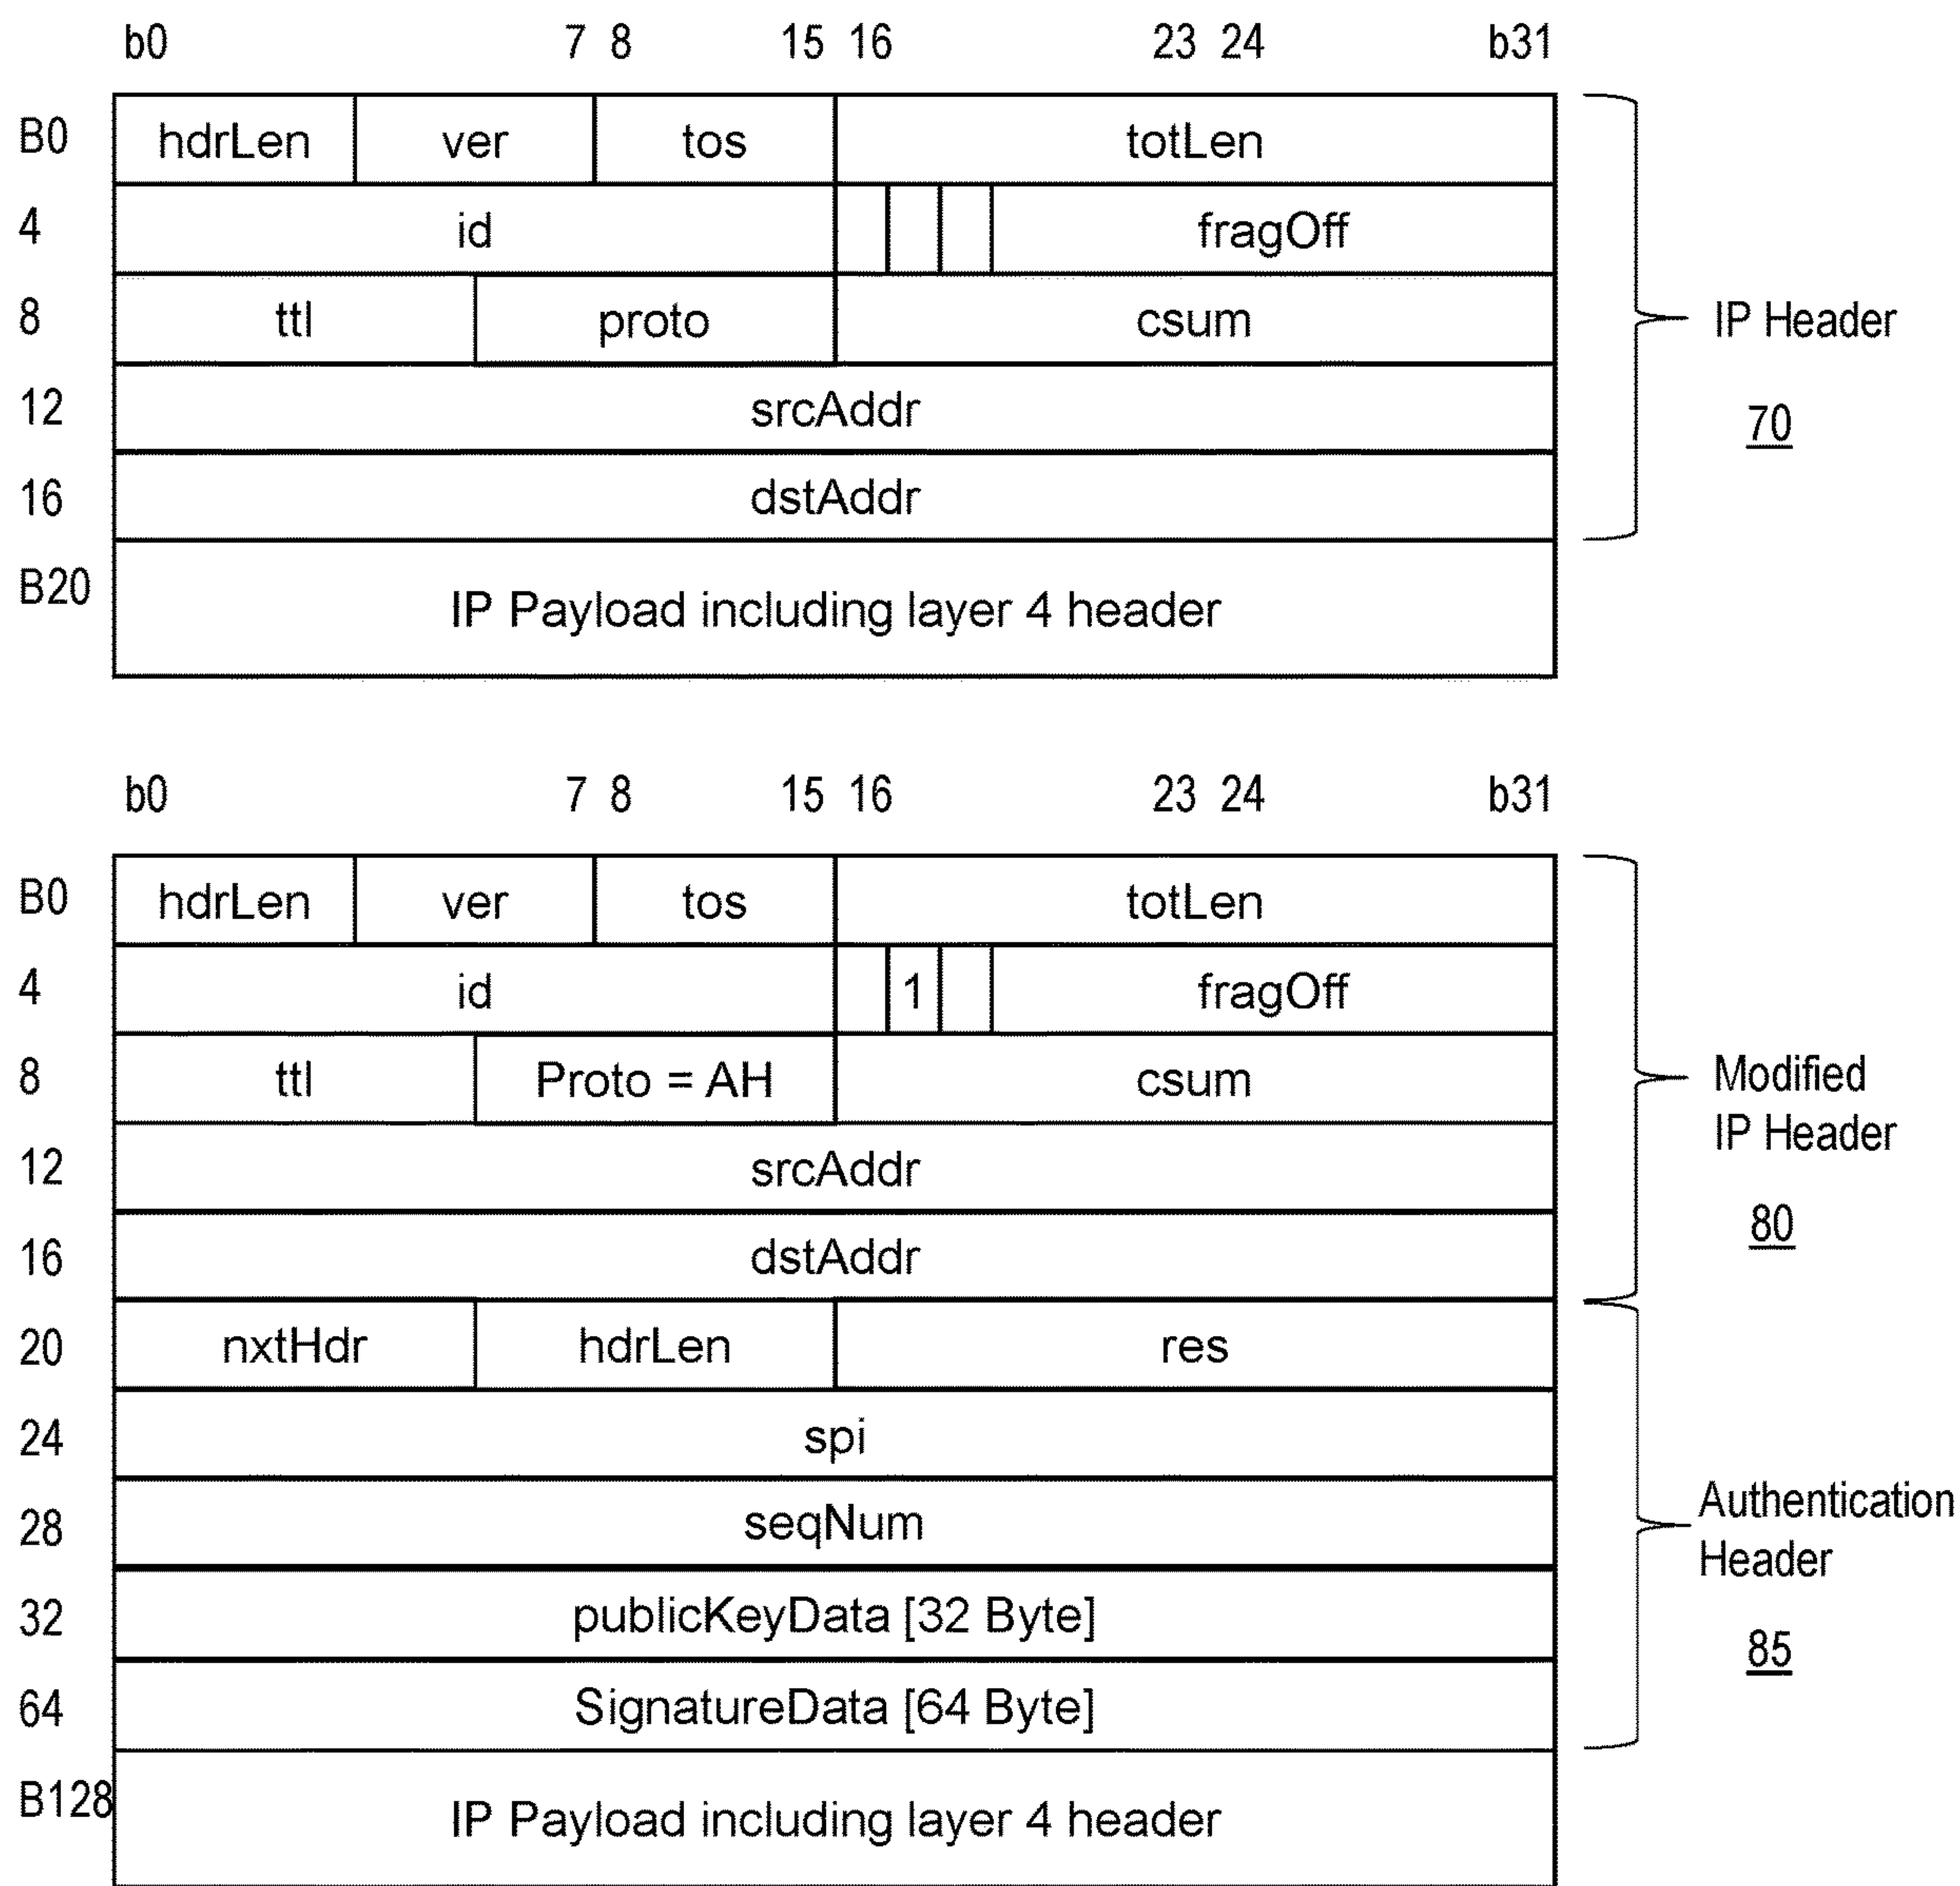 b0 7 8 15 16 23 24 b31
B0 hdrLen ver tos totLen
4 id fragOff
8 ttl proto csum
IP Header
12 srcAddr
70
16 dstAddr
B20 IP Payload including layer 4 header
b0 7 8 15 16 23 24 b31
B0 hdrLen ver tos totLen
4 id 1 fragOff
8 ttl Proto = AH csum
Modified
IP Header
12 srcAddr
80
16 dstAddr
20 nxtHdr hdrLen res
24 spi
28 seqNum
Authentication
Header
32 publicKeyData [32 Byte]
85
64 SignatureData [64 Byte]
B128 IP Payload including layer 4 header